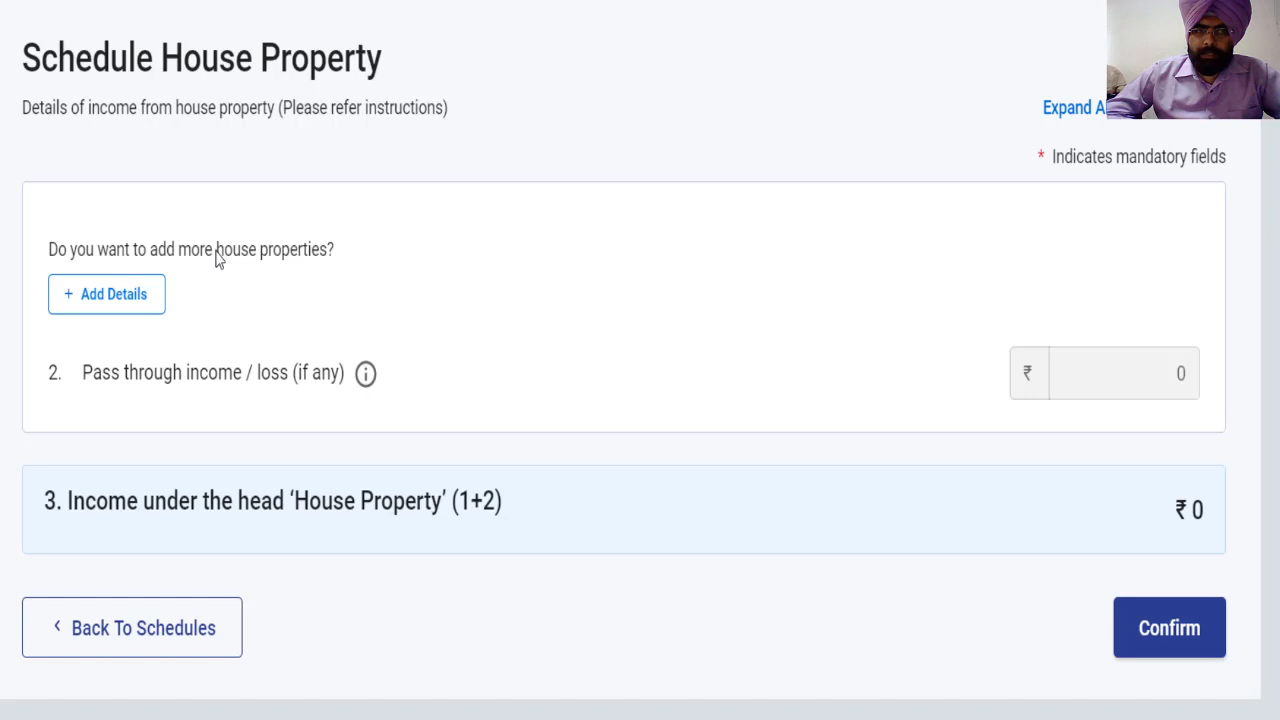 Schedule House Property
Details of income from house property (Please refer instructions)
Expand A
* Indicates mandatory fields
Do you want to add more house properties?
+ Add Details
2. Pass through income / loss (if any)
₹ 0
3. Income under the head ‘House Property’ (1+2)
₹ 0
< Back To Schedules
Confirm